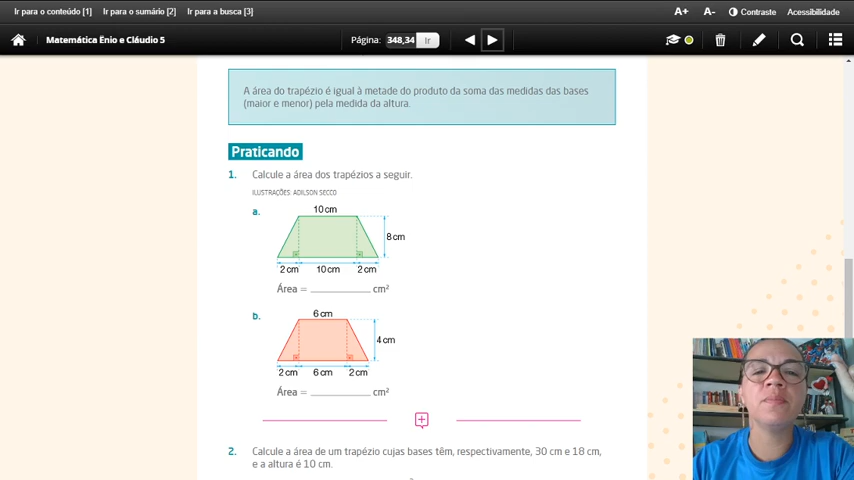 Ir para o conteúdo [1] Ir para o sumário [2] Ir para a busca [3] A+ A- Contraste Acessibilidade
Matemática Ênio e Cláudio 5 Página: 348,34 Ir
A área do trapézio é igual à metade do produto da soma das medidas das bases
(maior e menor) pela medida da altura.
Praticando
1. Calcule a área dos trapézios a seguir.
ILUSTRAÇÕES: ADILSON SECCO
a. 10 cm
8 cm
2 cm 10 cm 2 cm
Área = __________ cm²
b. 6 cm
4 cm
2 cm 6 cm 2 cm
Área = __________ cm²
2. Calcule a área de um trapézio cujas bases têm, respectivamente, 30 cm e 18 cm,
e a altura é 10 cm.